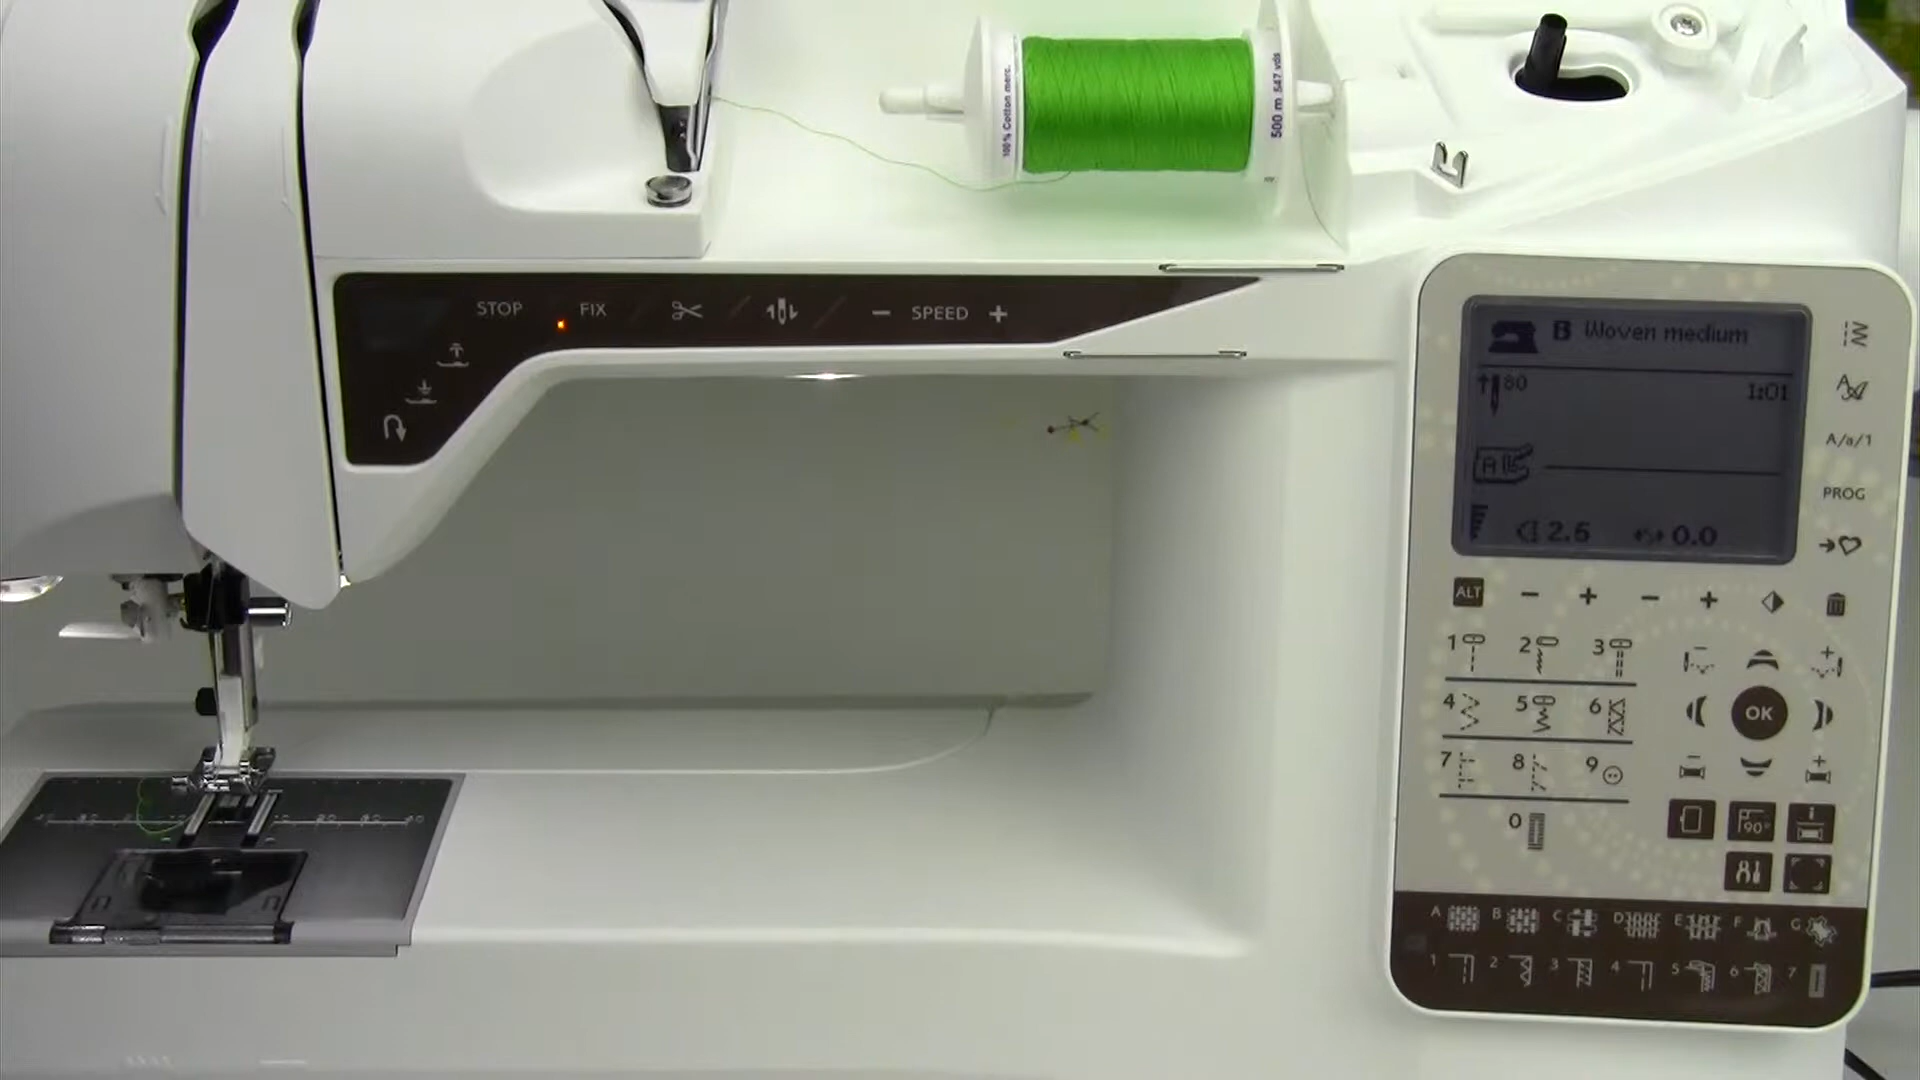 100% Cotton merc.
500 m 547 yds
STOP FIX
− SPEED +
B Woven medium
80
1:01
2.5 0.0
A/a/1
PROG
ALT − + − +
1 2 3
4 5 6
OK
7 8 9
0
90°
i
A B C D E F G
1 2 3 4 5 6 7